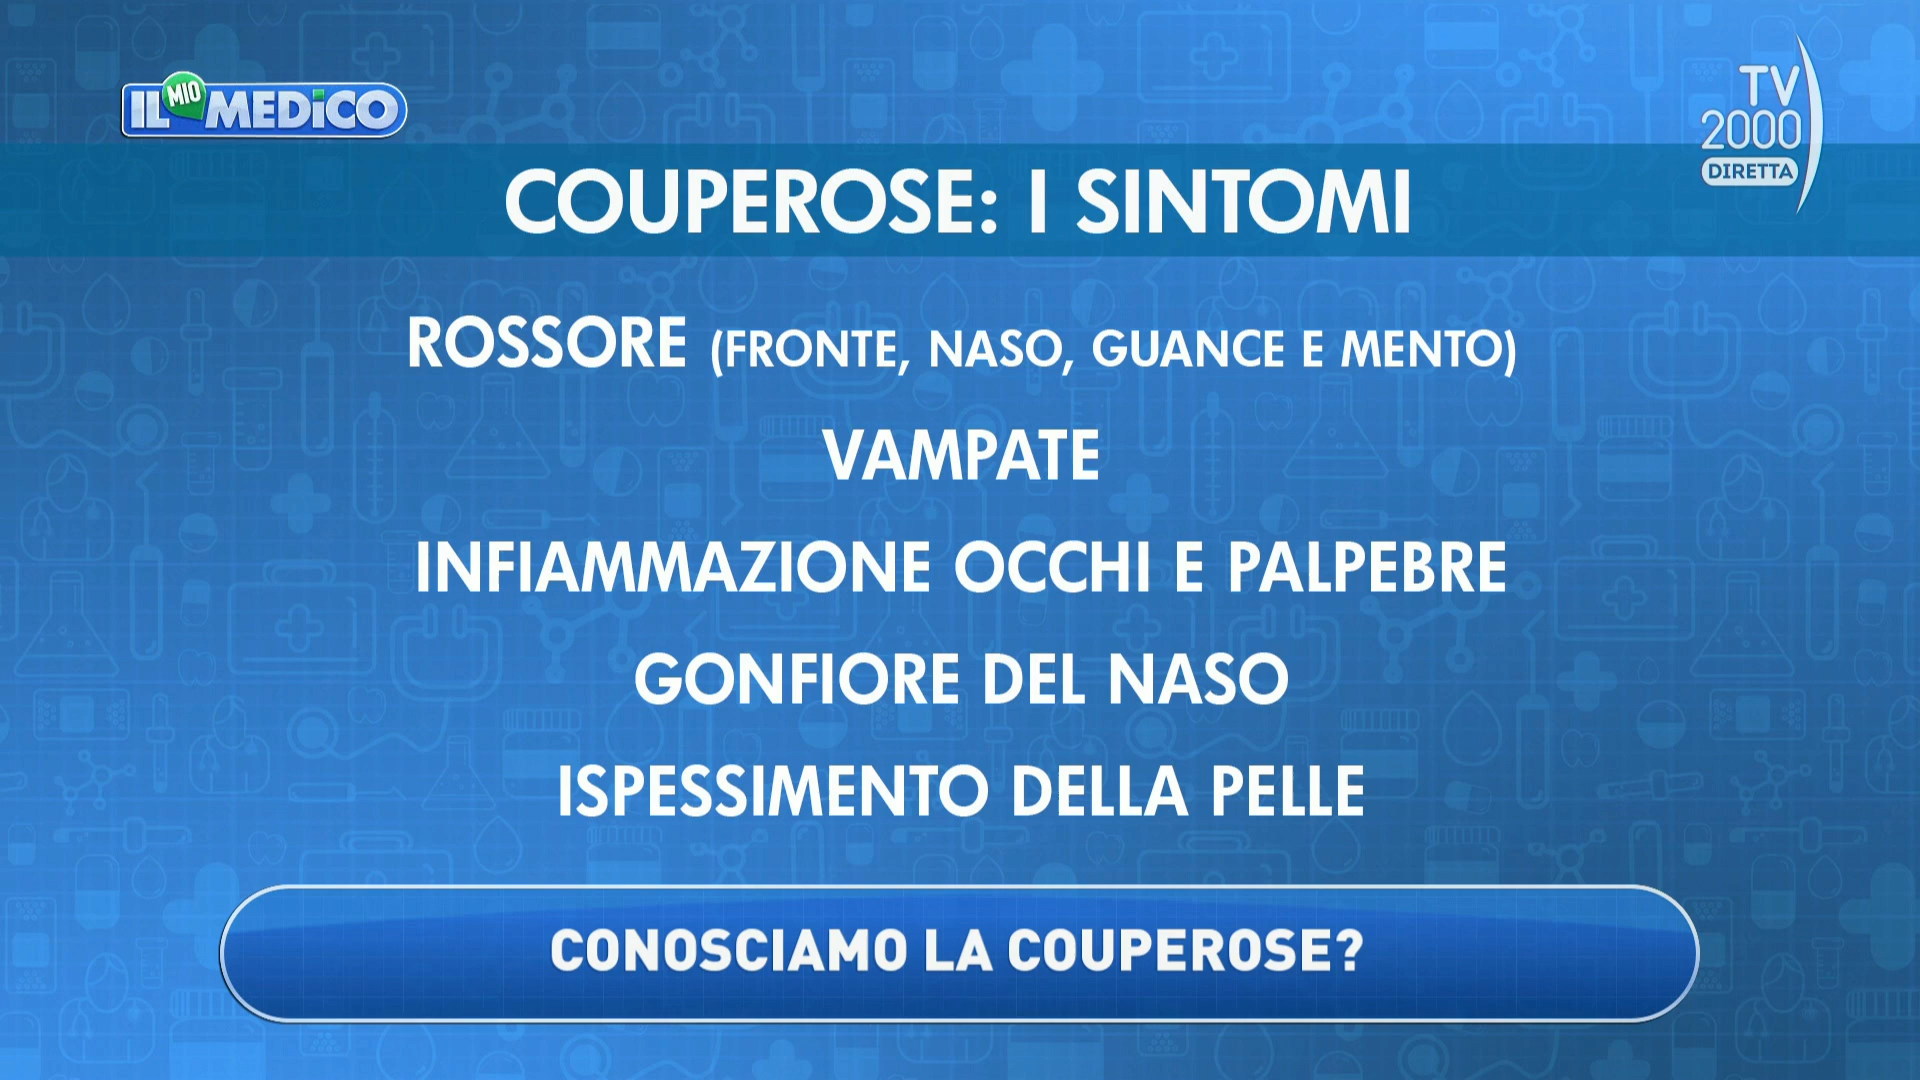 IL MIO MEDICO
TV
2000
DIRETTA
COUPEROSE: I SINTOMI
ROSSORE (FRONTE, NASO, GUANCE E MENTO)
VAMPATE
INFIAMMAZIONE OCCHI E PALPEBRE
GONFIORE DEL NASO
ISPESSIMENTO DELLA PELLE
CONOSCIAMO LA COUPEROSE?